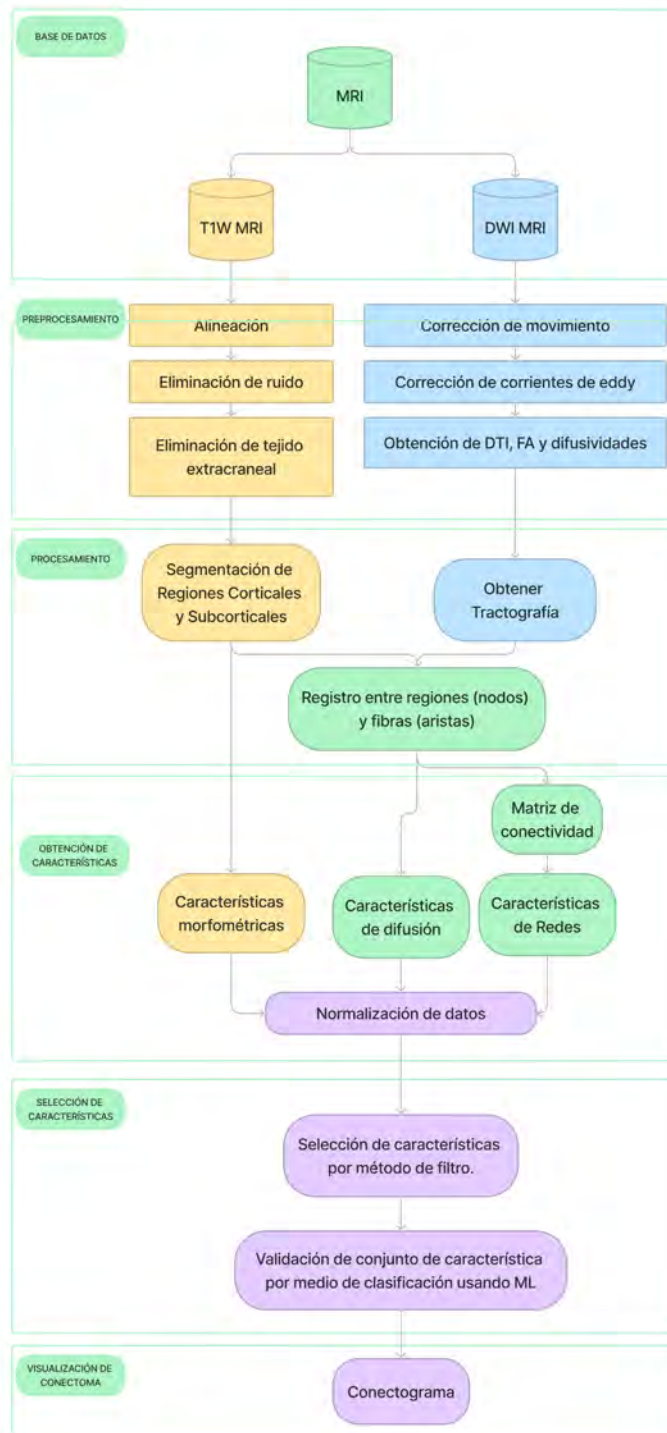 BASE DE DATOS
MRI
T1W MRI
DWI MRI
PREPROCESAMIENTO
Alineación
Corrección de movimiento
Eliminación de ruido
Corrección de corrientes de eddy
Eliminación de tejido
extracraneal
Obtención de DTI, FA y difusividades
PROCESAMIENTO
Segmentación de
Regiones Corticales
y Subcorticales
Obtener
Tractografía
Registro entre regiones (nodos)
y fibras (aristas)
OBTENCIÓN DE
CARACTERÍSTICAS
Matriz de
conectividad
Características
morfométricas
Características
de difusión
Características
de Redes
Normalización de datos
SELECCIÓN DE
CARACTERÍSTICAS
Selección de características
por método de filtro.
Validación de conjunto de característica
por medio de clasificación usando ML
VISUALIZACIÓN DE
CONECTOMA
Conectograma